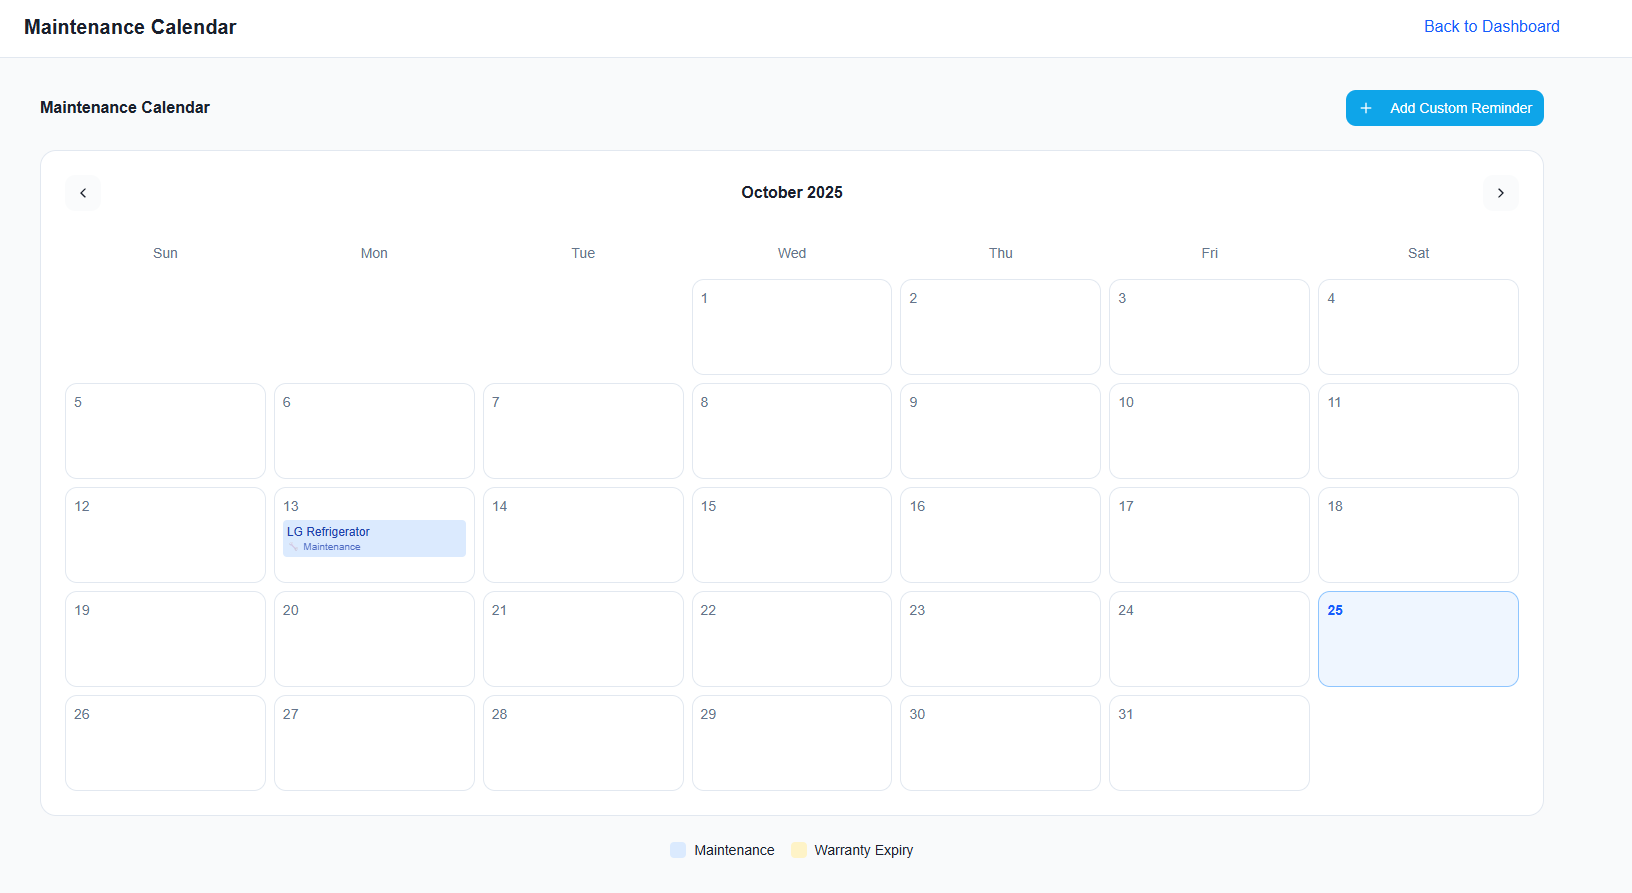 Maintenance Calendar
Back to Dashboard
Maintenance Calendar
Add Custom Reminder
October 2025
Sun Mon Tue Wed Thu Fri Sat
1 2 3 4
5 6 7 8 9 10 11
12 13 14 15 16 17 18
LG Refrigerator
Maintenance
19 20 21 22 23 24 25
26 27 28 29 30 31
Maintenance Warranty Expiry